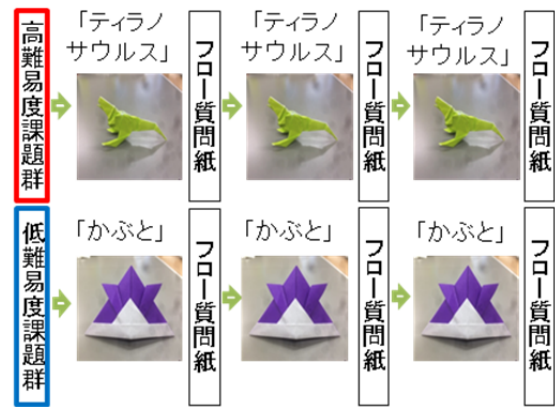 高難易度課題群
「ティラノ
サウルス」
フロー質問紙
「ティラノ
サウルス」
フロー質問紙
「ティラノ
サウルス」
フロー質問紙
低難易度課題群
「かぶと」
フロー質問紙
「かぶと」
フロー質問紙
「かぶと」
フロー質問紙